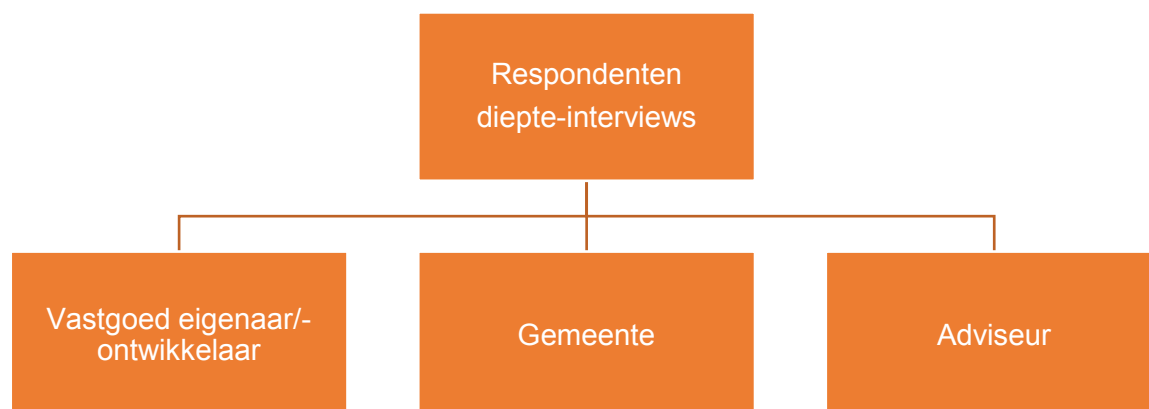 Respondenten
diepte-interviews
Vastgoed eigenaar/-
ontwikkelaar
Gemeente
Adviseur